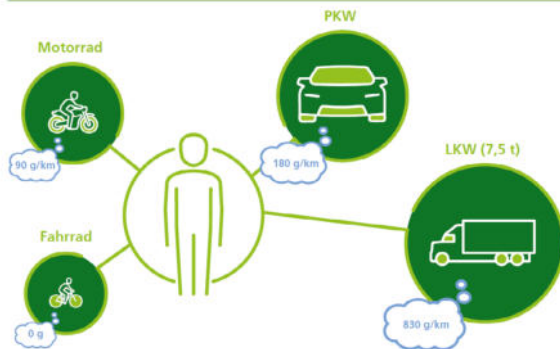 PKW
Motorrad
90 g/km
180 g/km
LKW (7,5 t)
Fahrrad
0 g
830 g/km